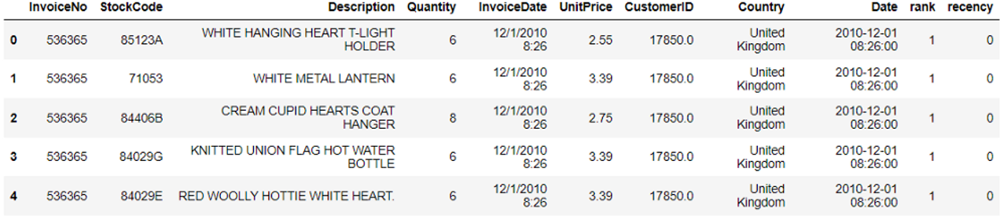 InvoiceNo StockCode Description Quantity InvoiceDate UnitPrice CustomerID Country Date rank recency
0 536365 85123A WHITE HANGING HEART T-LIGHT HOLDER 6 12/1/2010 8:26 2.55 17850.0 United Kingdom 2010-12-01 08:26:00 1 0
1 536365 71053 WHITE METAL LANTERN 6 12/1/2010 8:26 3.39 17850.0 United Kingdom 2010-12-01 08:26:00 1 0
2 536365 84406B CREAM CUPID HEARTS COAT HANGER 8 12/1/2010 8:26 2.75 17850.0 United Kingdom 2010-12-01 08:26:00 1 0
3 536365 84029G KNITTED UNION FLAG HOT WATER BOTTLE 6 12/1/2010 8:26 3.39 17850.0 United Kingdom 2010-12-01 08:26:00 1 0
4 536365 84029E RED WOOLLY HOTTIE WHITE HEART. 6 12/1/2010 8:26 3.39 17850.0 United Kingdom 2010-12-01 08:26:00 1 0